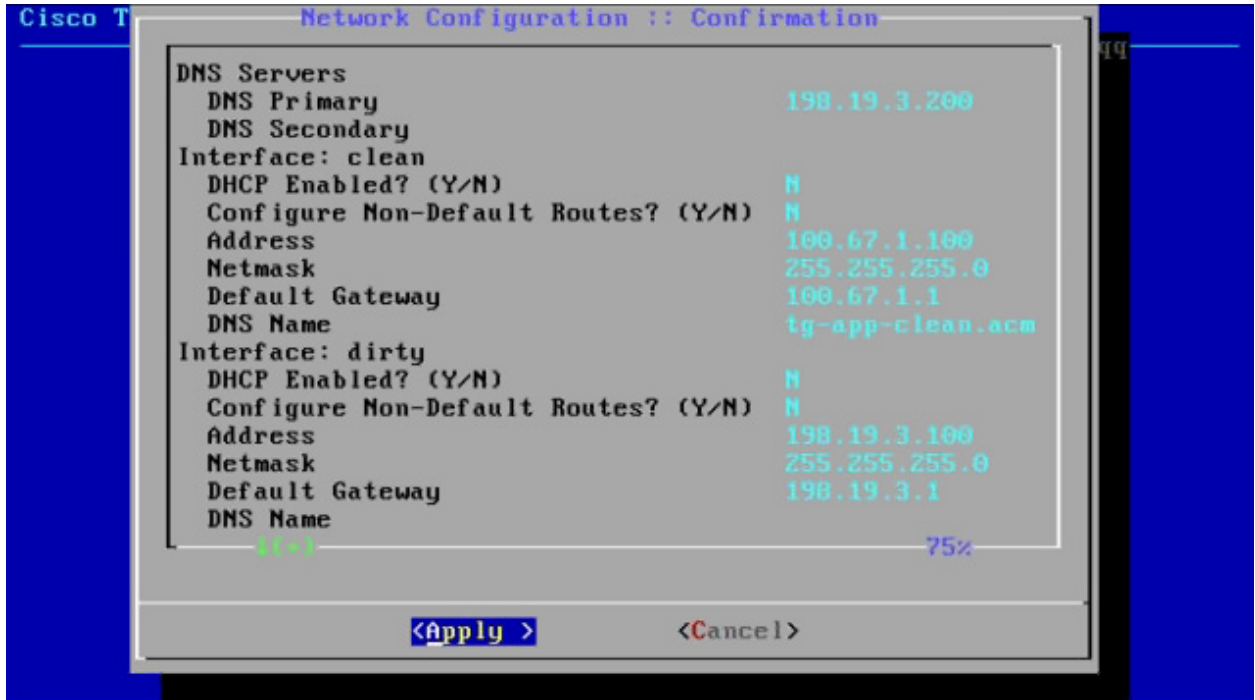 Cisco T
Network Configuration :: Confirmation
qq
DNS Servers
DNS Primary 198.19.3.200
DNS Secondary
Interface: clean
DHCP Enabled? (Y/N) N
Configure Non-Default Routes? (Y/N) N
Address 100.67.1.100
Netmask 255.255.255.0
Default Gateway 100.67.1.1
DNS Name tg-app-clean.acm
Interface: dirty
DHCP Enabled? (Y/N) N
Configure Non-Default Routes? (Y/N) N
Address 198.19.3.100
Netmask 255.255.255.0
Default Gateway 198.19.3.1
DNS Name
↓(+) 75%
<Apply > <Cancel>